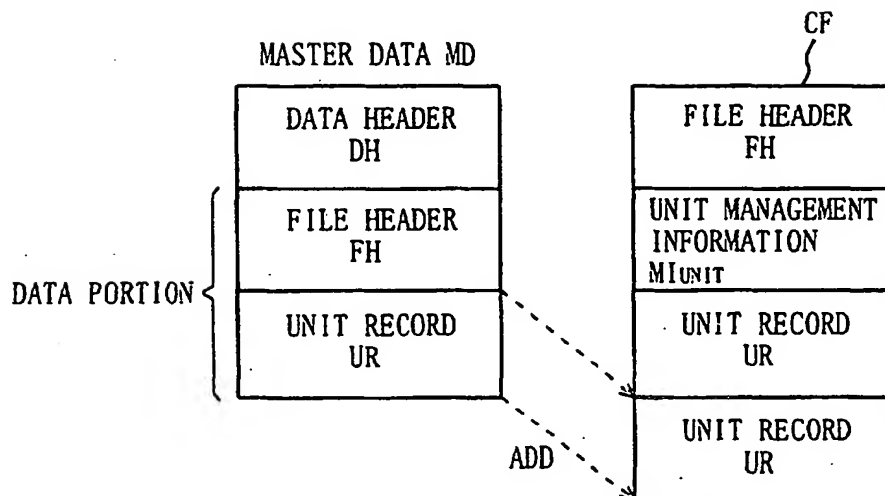 MASTER DATA MD
DATA HEADER
DH
FILE HEADER
FH
UNIT RECORD
UR
DATA PORTION
ADD
CF
FILE HEADER
FH
UNIT MANAGEMENT
INFORMATION
MIUNIT
UNIT RECORD
UR
UNIT RECORD
UR